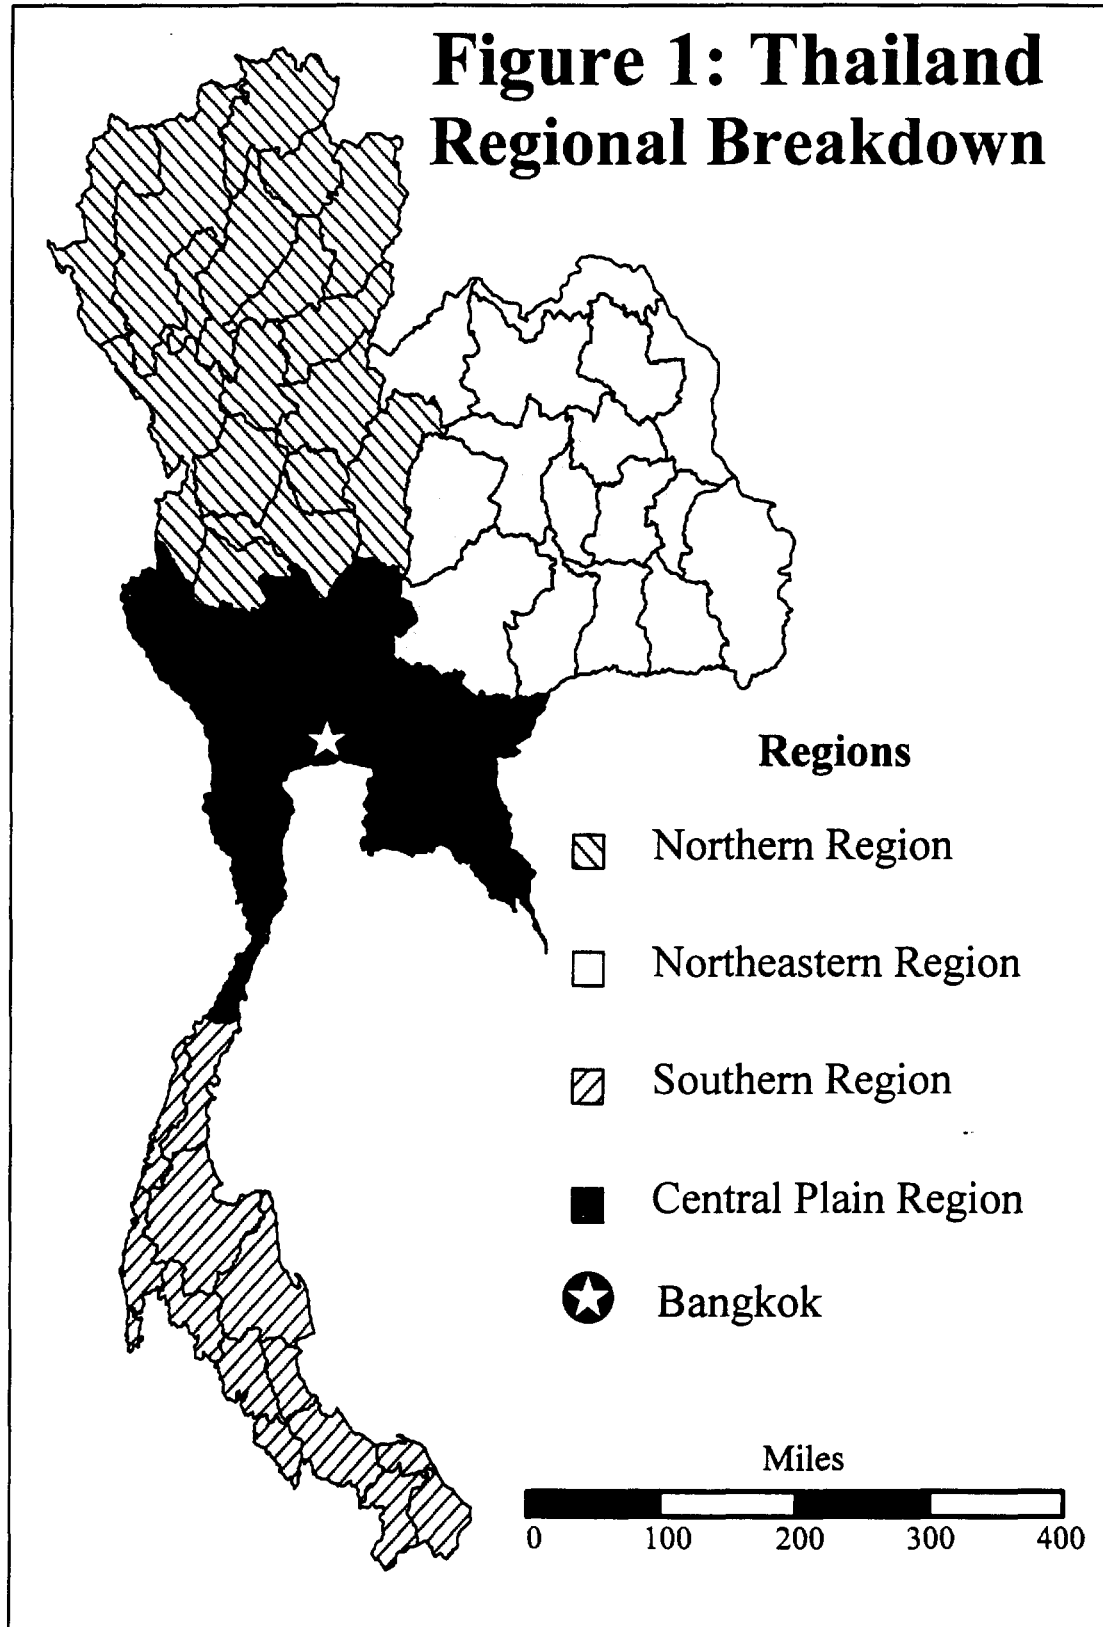 Figure 1: Thailand
Regional Breakdown
Regions
Northern Region
Northeastern Region
Southern Region
Central Plain Region
Bangkok
Miles
0 100 200 300 400